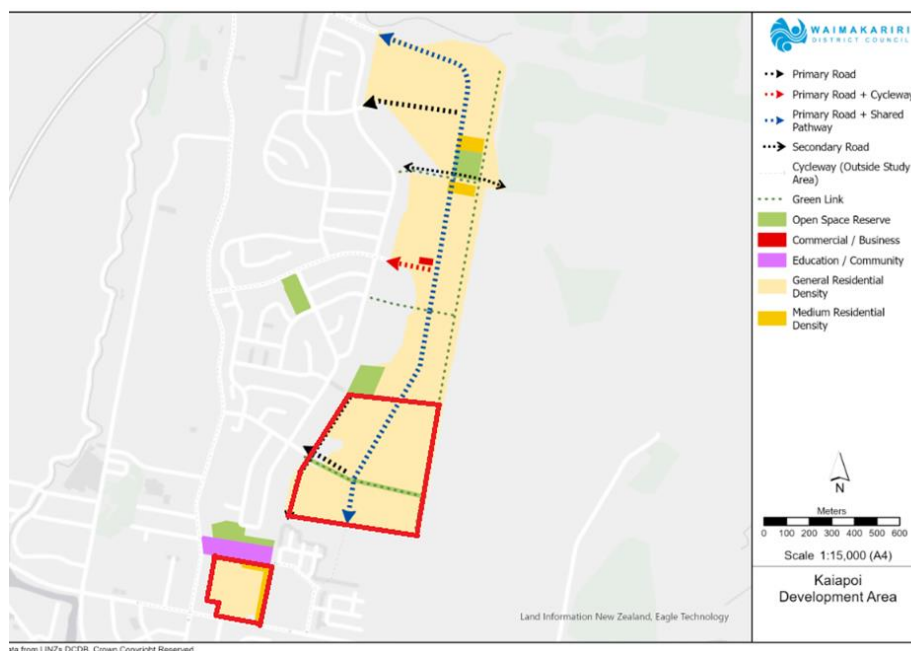 WAIMAKARIRI
DISTRICT COUNCIL
Primary Road
Primary Road + Cycleway
Primary Road + Shared
Pathway
Secondary Road
Cycleway (Outside Study
Area)
Green Link
Open Space Reserve
Commercial / Business
Education / Community
General Residential
Density
Medium Residential
Density
N
Meters
0 100 200 300 400 500 600
Scale 1:15,000 (A4)
Kaiapoi
Development Area
Land Information New Zealand, Eagle Technology
from LINZs DCDB. Crown Copyright Reserved